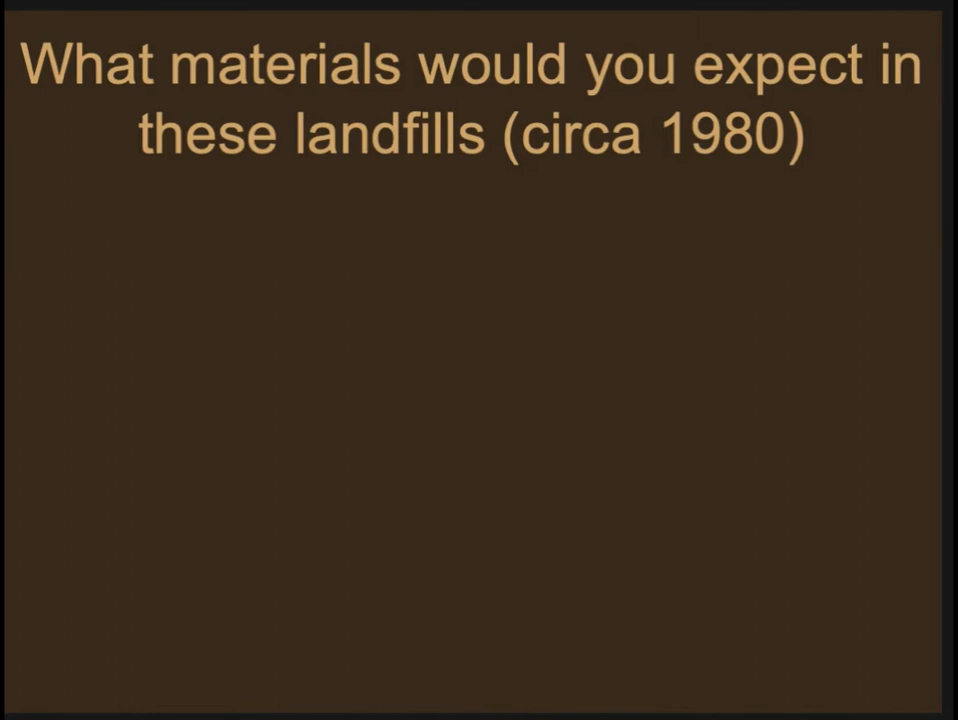 What materials would you expect in
these landfills (circa 1980)